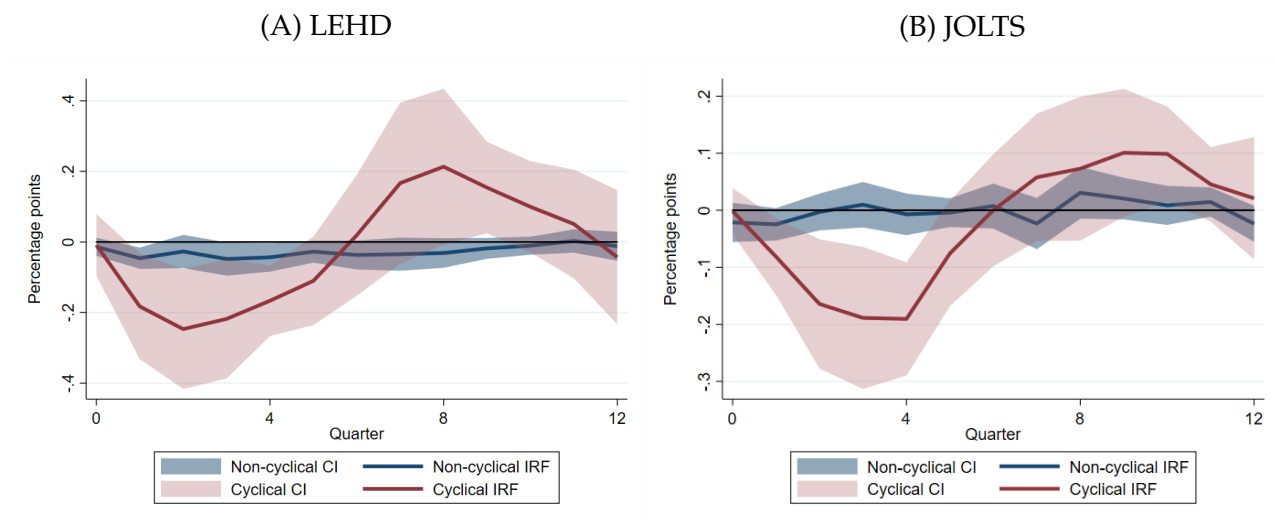 (A) LEHD
Percentage points
.4
.2
0
-.2
-.4
0 4 8 12
Quarter
Non-cyclical CI Non-cyclical IRF
Cyclical CI Cyclical IRF
(B) JOLTS
Percentage points
.2
.1
0
-.1
-.2
-.3
0 4 8 12
Quarter
Non-cyclical CI Non-cyclical IRF
Cyclical CI Cyclical IRF